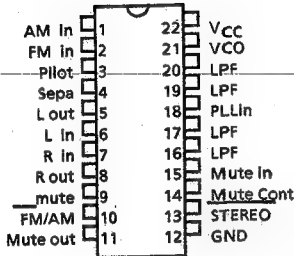 AM in 1 22 VCC
FM in 2 21 VCO
Pilot 3 20 LPF
Sepa 4 19 LPF
L out 5 18 PLLin
L in 6 17 LPF
R in 7 16 LPF
R out 8 15 Mute in
mute 9 14 Mute Cont
FM/AM 10 13 STEREO
Mute out 11 12 GND